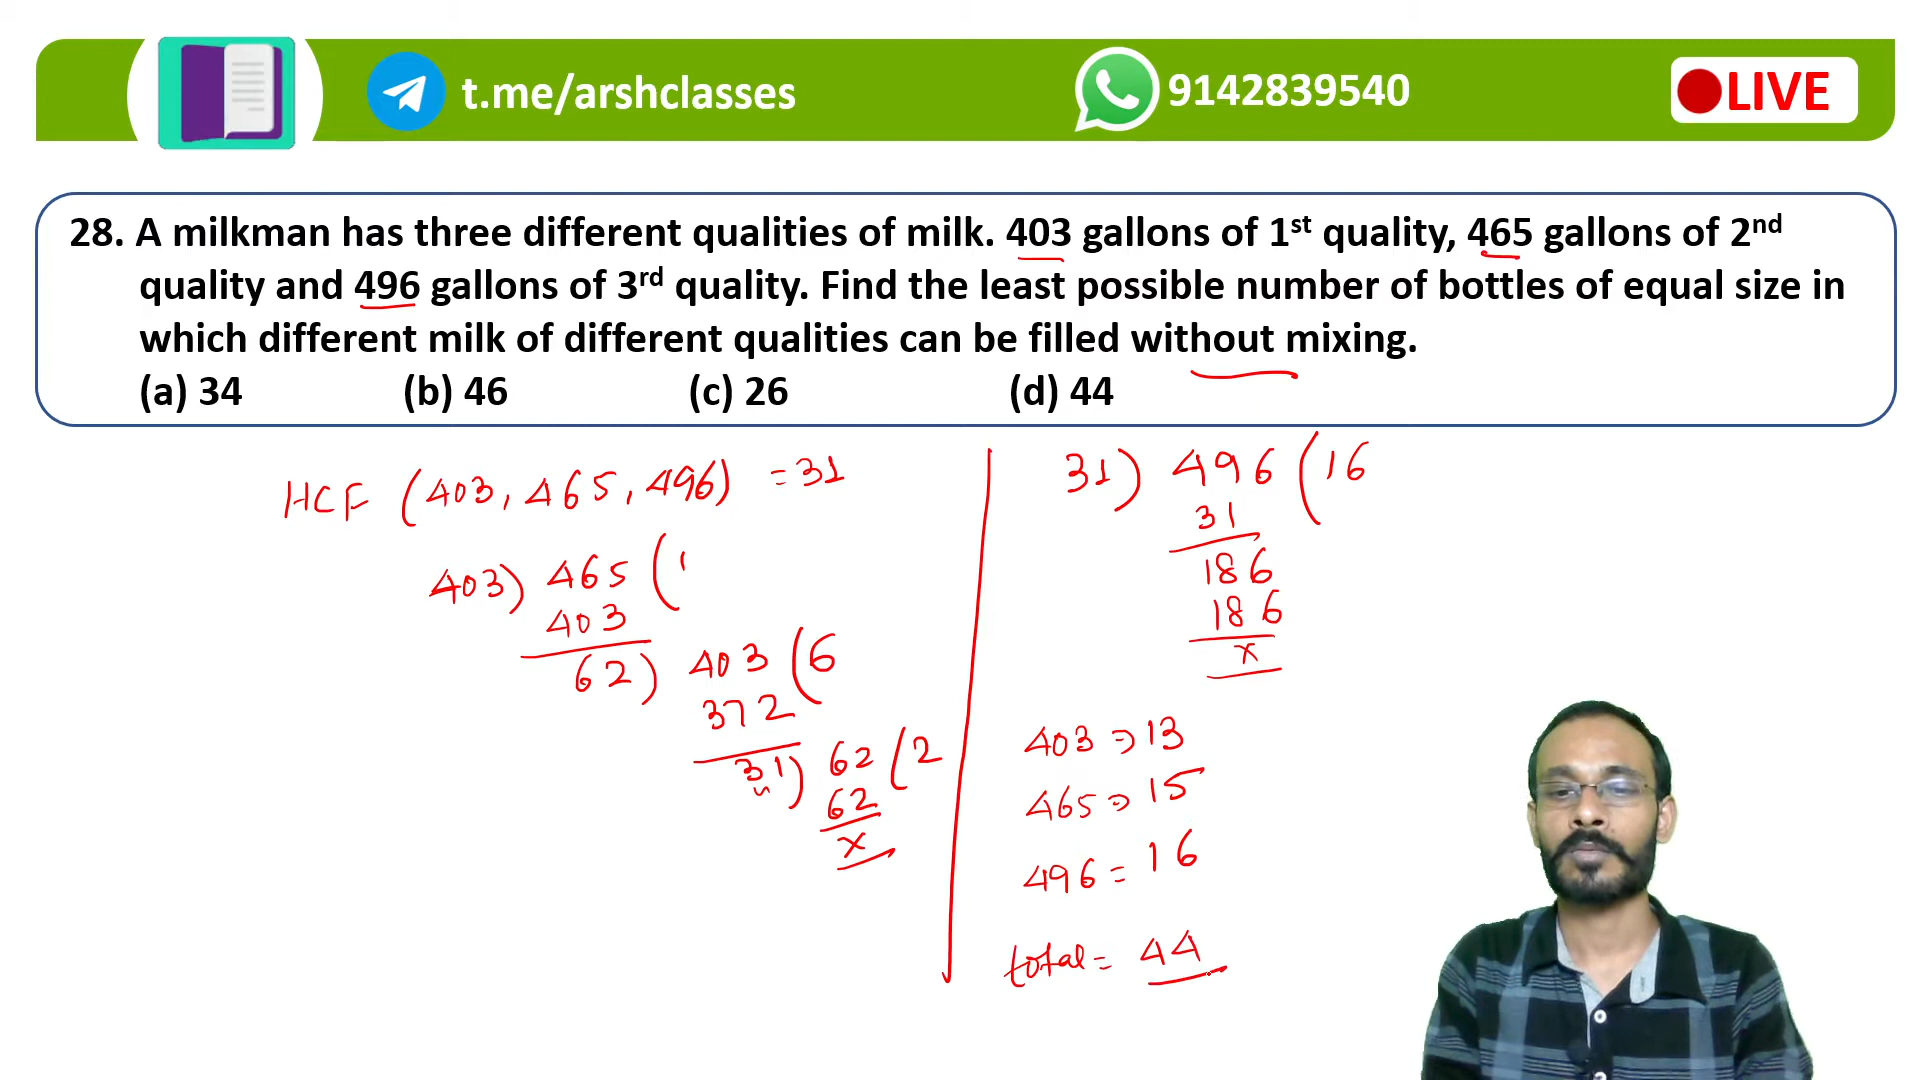 t.me/arshclasses 9142839540 LIVE
28. A milkman has three different qualities of milk. 403 gallons of 1st quality, 465 gallons of 2nd
quality and 496 gallons of 3rd quality. Find the least possible number of bottles of equal size in
which different milk of different qualities can be filled without mixing.
(a) 34 (b) 46 (c) 26 (d) 44
HCF (403, 465, 496) = 31
403) 465 (1
403
62) 403 (6
372
31) 62 (2
62
x
31) 496 (16
31
186
186
x
403 => 13
465 => 15
496 = 16
total = 44